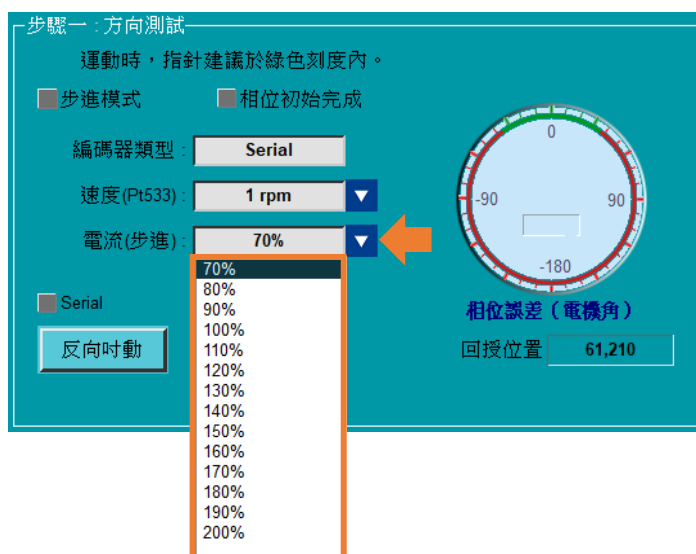 步驟一 : 方向測試
運動時，指針建議於綠色刻度內。
步進模式
相位初始完成
編碼器類型 : Serial
速度(Pt533) : 1 rpm
電流(步進) : 70%
70%
80%
90%
100%
110%
120%
130%
140%
150%
160%
170%
180%
190%
200%
Serial
反向吋動
0
-90
90
-180
相位誤差（電機角）
回授位置 61,210